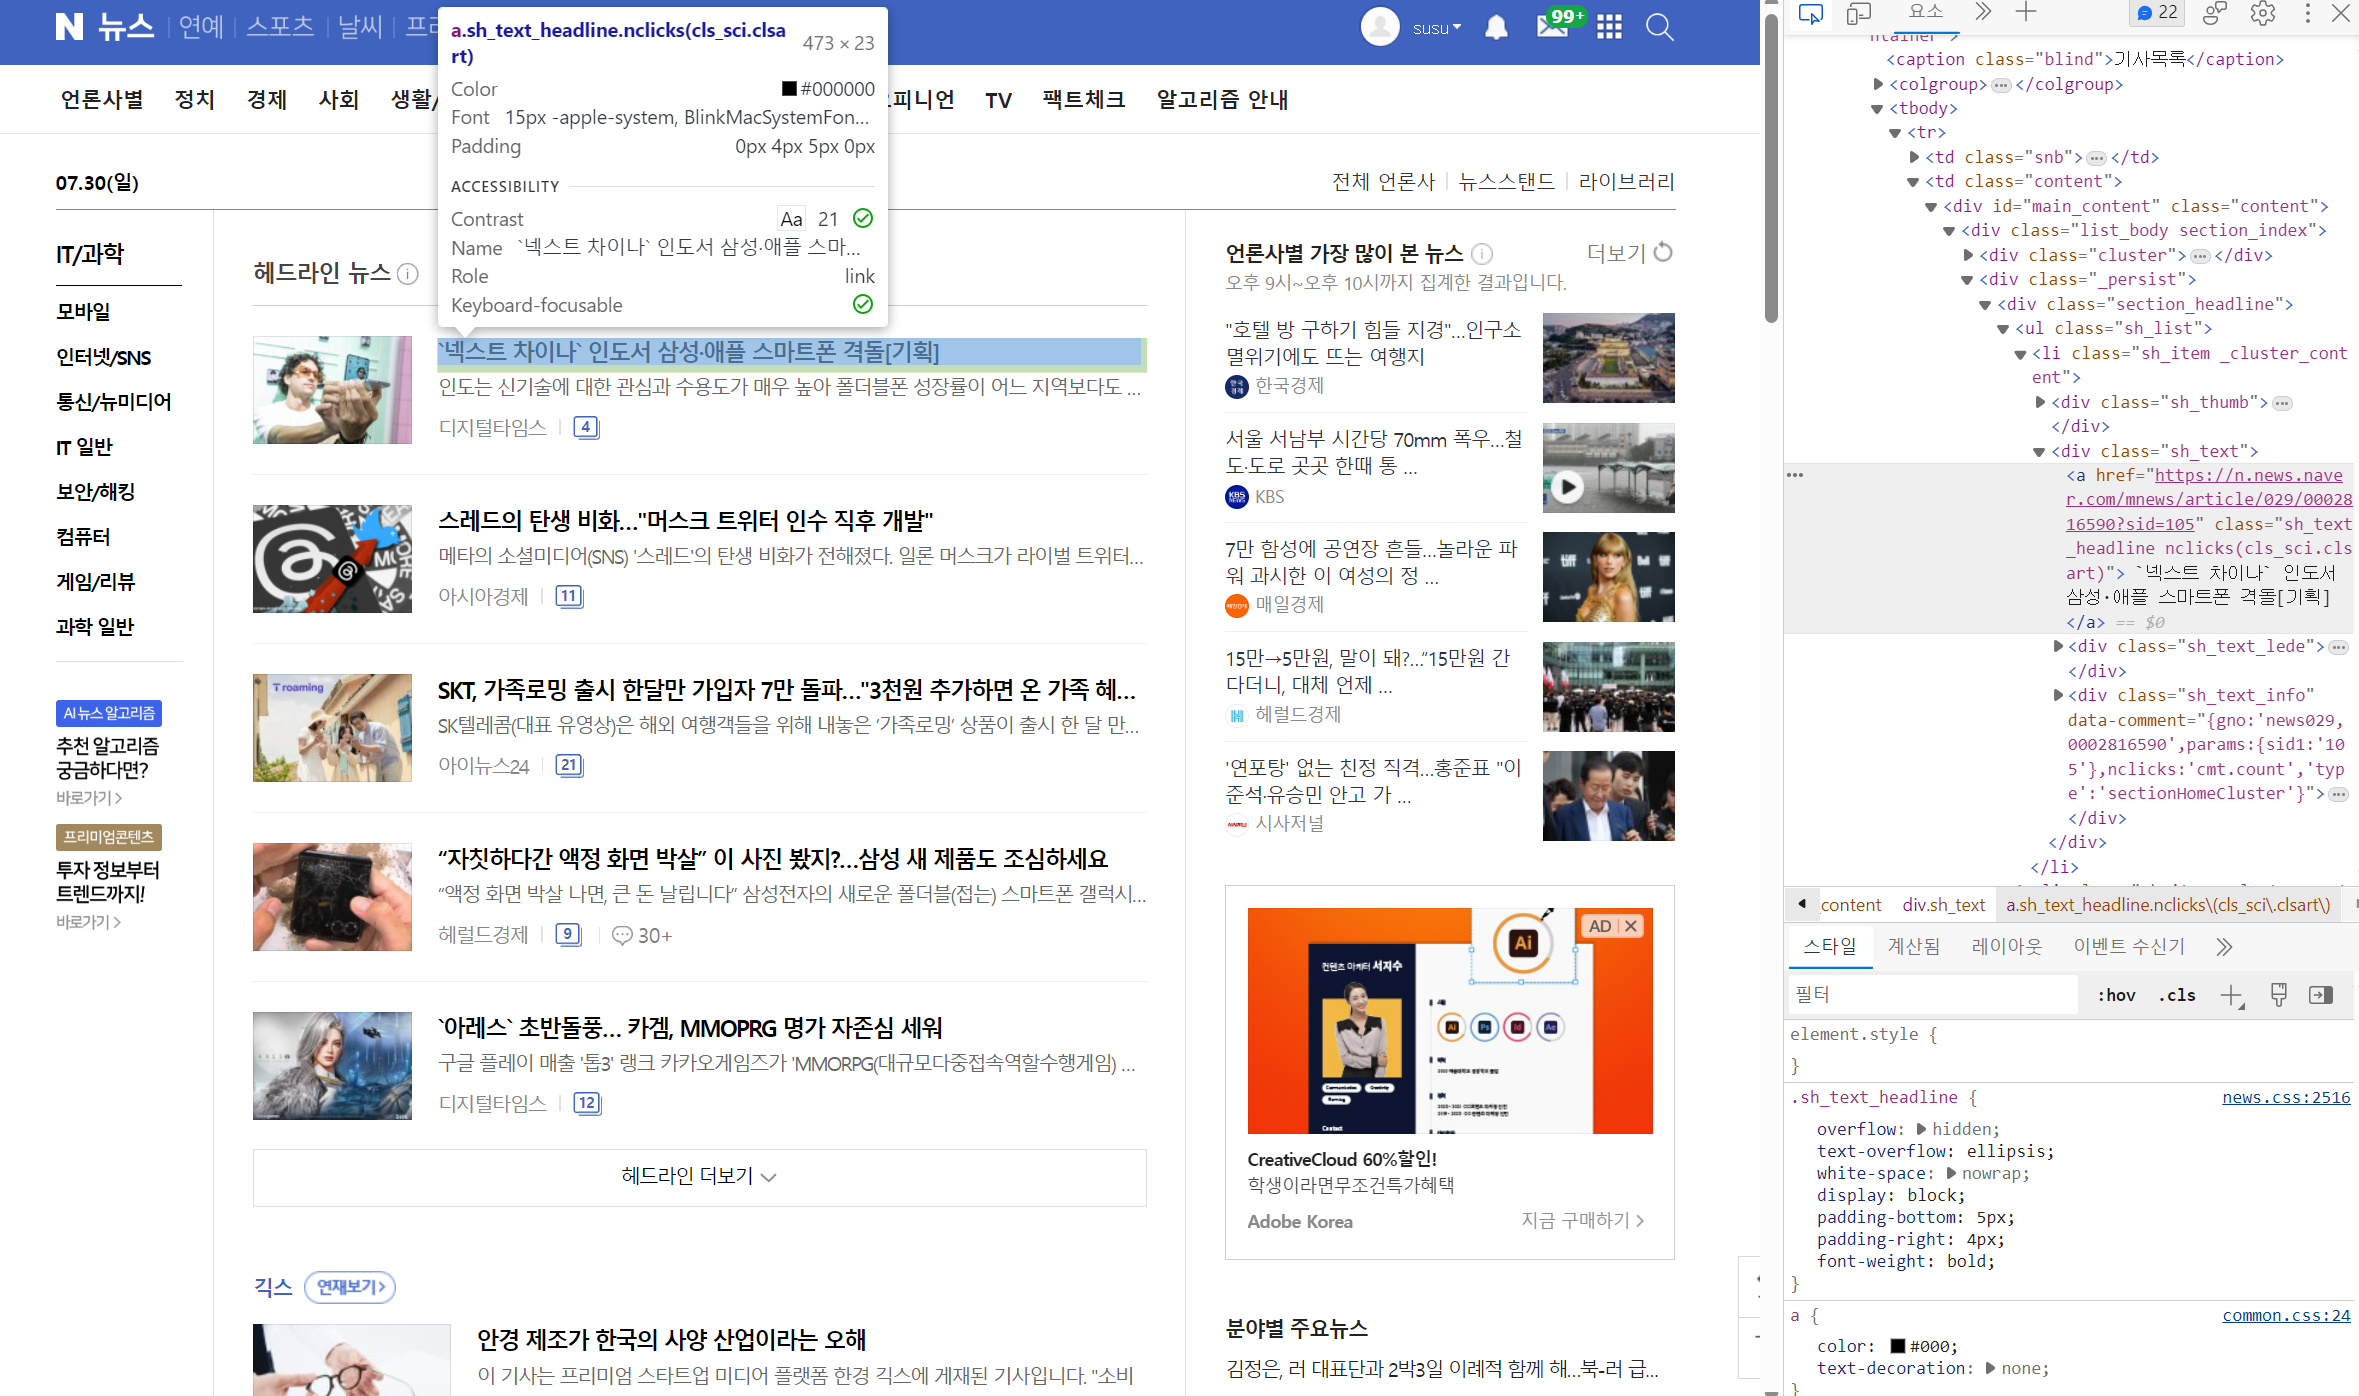 N 뉴스 연예 스포츠 날씨 프리
susu 99+
언론사별 정치 경제 사회 생활/ 오피니언 TV 팩트체크 알고리즘 안내
a.sh_text_headline.nclicks(cls_sci.clsart) 473 × 23
Color #000000
Font 15px -apple-system, BlinkMacSystemFon...
Padding 0px 4px 5px 0px
ACCESSIBILITY
Contrast Aa 21
Name `넥스트 차이나` 인도서 삼성·애플 스마...
Role link
Keyboard-focusable
07.30(일)
전체 언론사 뉴스스탠드 라이브러리
IT/과학
모바일
인터넷/SNS
통신/뉴미디어
IT 일반
보안/해킹
컴퓨터
게임/리뷰
과학 일반
AI 뉴스 알고리즘
추천 알고리즘
궁금하다면?
바로가기 >
프리미엄콘텐츠
투자 정보부터
트렌드까지!
바로가기 >
헤드라인 뉴스
`넥스트 차이나` 인도서 삼성·애플 스마트폰 격돌[기획]
인도는 신기술에 대한 관심과 수용도가 매우 높아 폴더블폰 성장률이 어느 지역보다도 ...
디지털타임스 4
스레드의 탄생 비화…"머스크 트위터 인수 직후 개발"
메타의 소셜미디어(SNS) '스레드'의 탄생 비화가 전해졌다. 일론 머스크가 라이벌 트위터...
아시아경제 11
T roaming
SKT, 가족로밍 출시 한달만 가입자 7만 돌파…"3천원 추가하면 온 가족 혜...
SK텔레콤(대표 유영상)은 해외 여행객들을 위해 내놓은 ‘가족로밍’ 상품이 출시 한 달 만...
아이뉴스24 21
“자칫하다간 액정 화면 박살” 이 사진 봤지?…삼성 새 제품도 조심하세요
“액정 화면 박살 나면, 큰 돈 날립니다” 삼성전자의 새로운 폴더블(접는) 스마트폰 갤럭시...
헤럴드경제 9 30+
`아레스` 초반돌풍… 카겜, MMOPRG 명가 자존심 세워
구글 플레이 매출 '톱3' 랭크 카카오게임즈가 'MMORPG(대규모다중접속역할수행게임) ...
디지털타임스 12
헤드라인 더보기
긱스 연재보기 >
안경 제조가 한국의 사양 산업이라는 오해
이 기사는 프리미엄 스타트업 미디어 플랫폼 한경 긱스에 게재된 기사입니다. "소비
언론사별 가장 많이 본 뉴스 더보기
오후 9시~오후 10시까지 집계한 결과입니다.
"호텔 방 구하기 힘들 지경"…인구소
멸위기에도 뜨는 여행지
한국경제
서울 서남부 시간당 70mm 폭우…철
도·도로 곳곳 한때 통 ...
KBS
7만 함성에 공연장 흔들…놀라운 파
워 과시한 이 여성의 정 ...
매일경제
15만→5만원, 말이 돼?…“15만원 간
다더니, 대체 언제 ...
헤럴드경제
'연포탕' 없는 친정 직격…홍준표 "이
준석·유승민 안고 가 ...
시사저널
AD
Ai
컨텐츠 마케터 서지수
Ai Ps Id Ae
Contact
CreativeCloud 60%할인!
학생이라면무조건특가혜택
Adobe Korea 지금 구매하기 >
분야별 주요뉴스
김정은, 러 대표단과 2박3일 이례적 함께 해…북-러 급...
요소 22
ntainer">
<caption class="blind">기사목록</caption>
<colgroup>…</colgroup>
<tbody>
<tr>
<td class="snb">…</td>
<td class="content">
<div id="main_content" class="content">
<div class="list_body section_index">
<div class="cluster">…</div>
<div class="_persist">
<div class="section_headline">
<ul class="sh_list">
<li class="sh_item _cluster_cont
ent">
<div class="sh_thumb">…
</div>
<div class="sh_text">
<a href="https://n.news.nave
r.com/mnews/article/029/00028
16590?sid=105" class="sh_text
_headline nclicks(cls_sci.cls
art)"> `넥스트 차이나` 인도서
삼성·애플 스마트폰 격돌[기획]
</a> == $0
<div class="sh_text_lede">…
</div>
<div class="sh_text_info"
data-comment="{gno:'news029,
0002816590',params:{sid1:'10
5'},nclicks:'cmt.count','typ
e':'sectionHomeCluster'}">…
</div>
</div>
</li>
_content div.sh_text a.sh_text_headline.nclicks\(cls_sci\.clsart\)
스타일 계산됨 레이아웃 이벤트 수신기
필터 :hov .cls
element.style {
}
.sh_text_headline { news.css:2516
overflow: hidden;
text-overflow: ellipsis;
white-space: nowrap;
display: block;
padding-bottom: 5px;
padding-right: 4px;
font-weight: bold;
}
a { common.css:24
color: #000;
text-decoration: none;
}